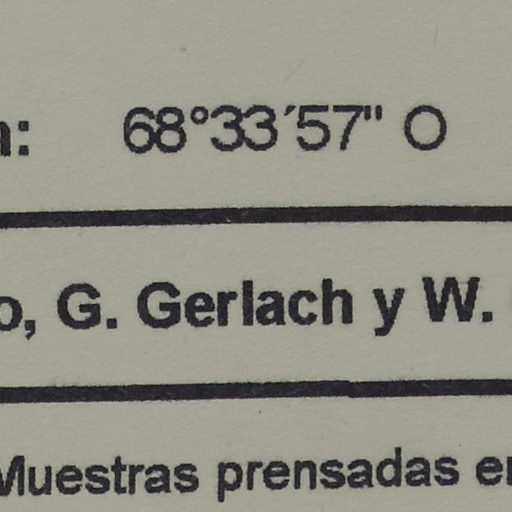 68°33´57" O
G. Gerlach y W.
Muestras prensadas